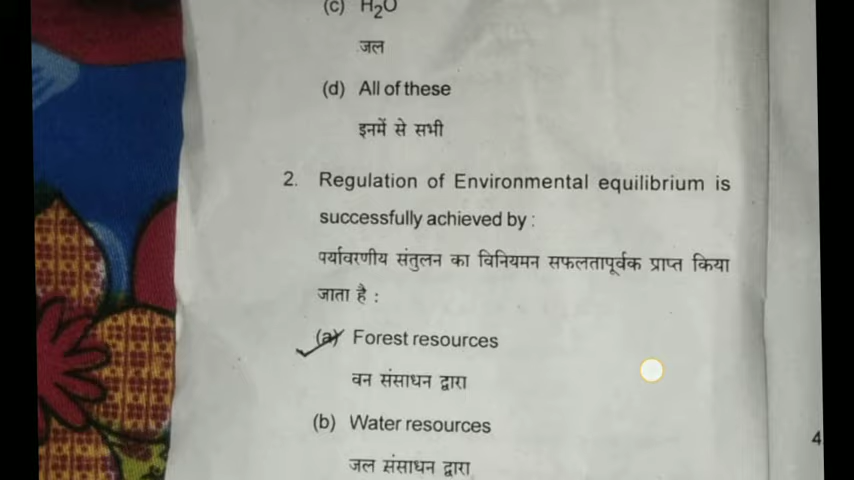 (c) H₂O
जल
(d) All of these
इनमें से सभी
2. Regulation of Environmental equilibrium is
successfully achieved by :
पर्यावरणीय संतुलन का विनियमन सफलतापूर्वक प्राप्त किया
जाता है :
(a) Forest resources
वन संसाधन द्वारा
(b) Water resources
जल संसाधन द्वारा
4